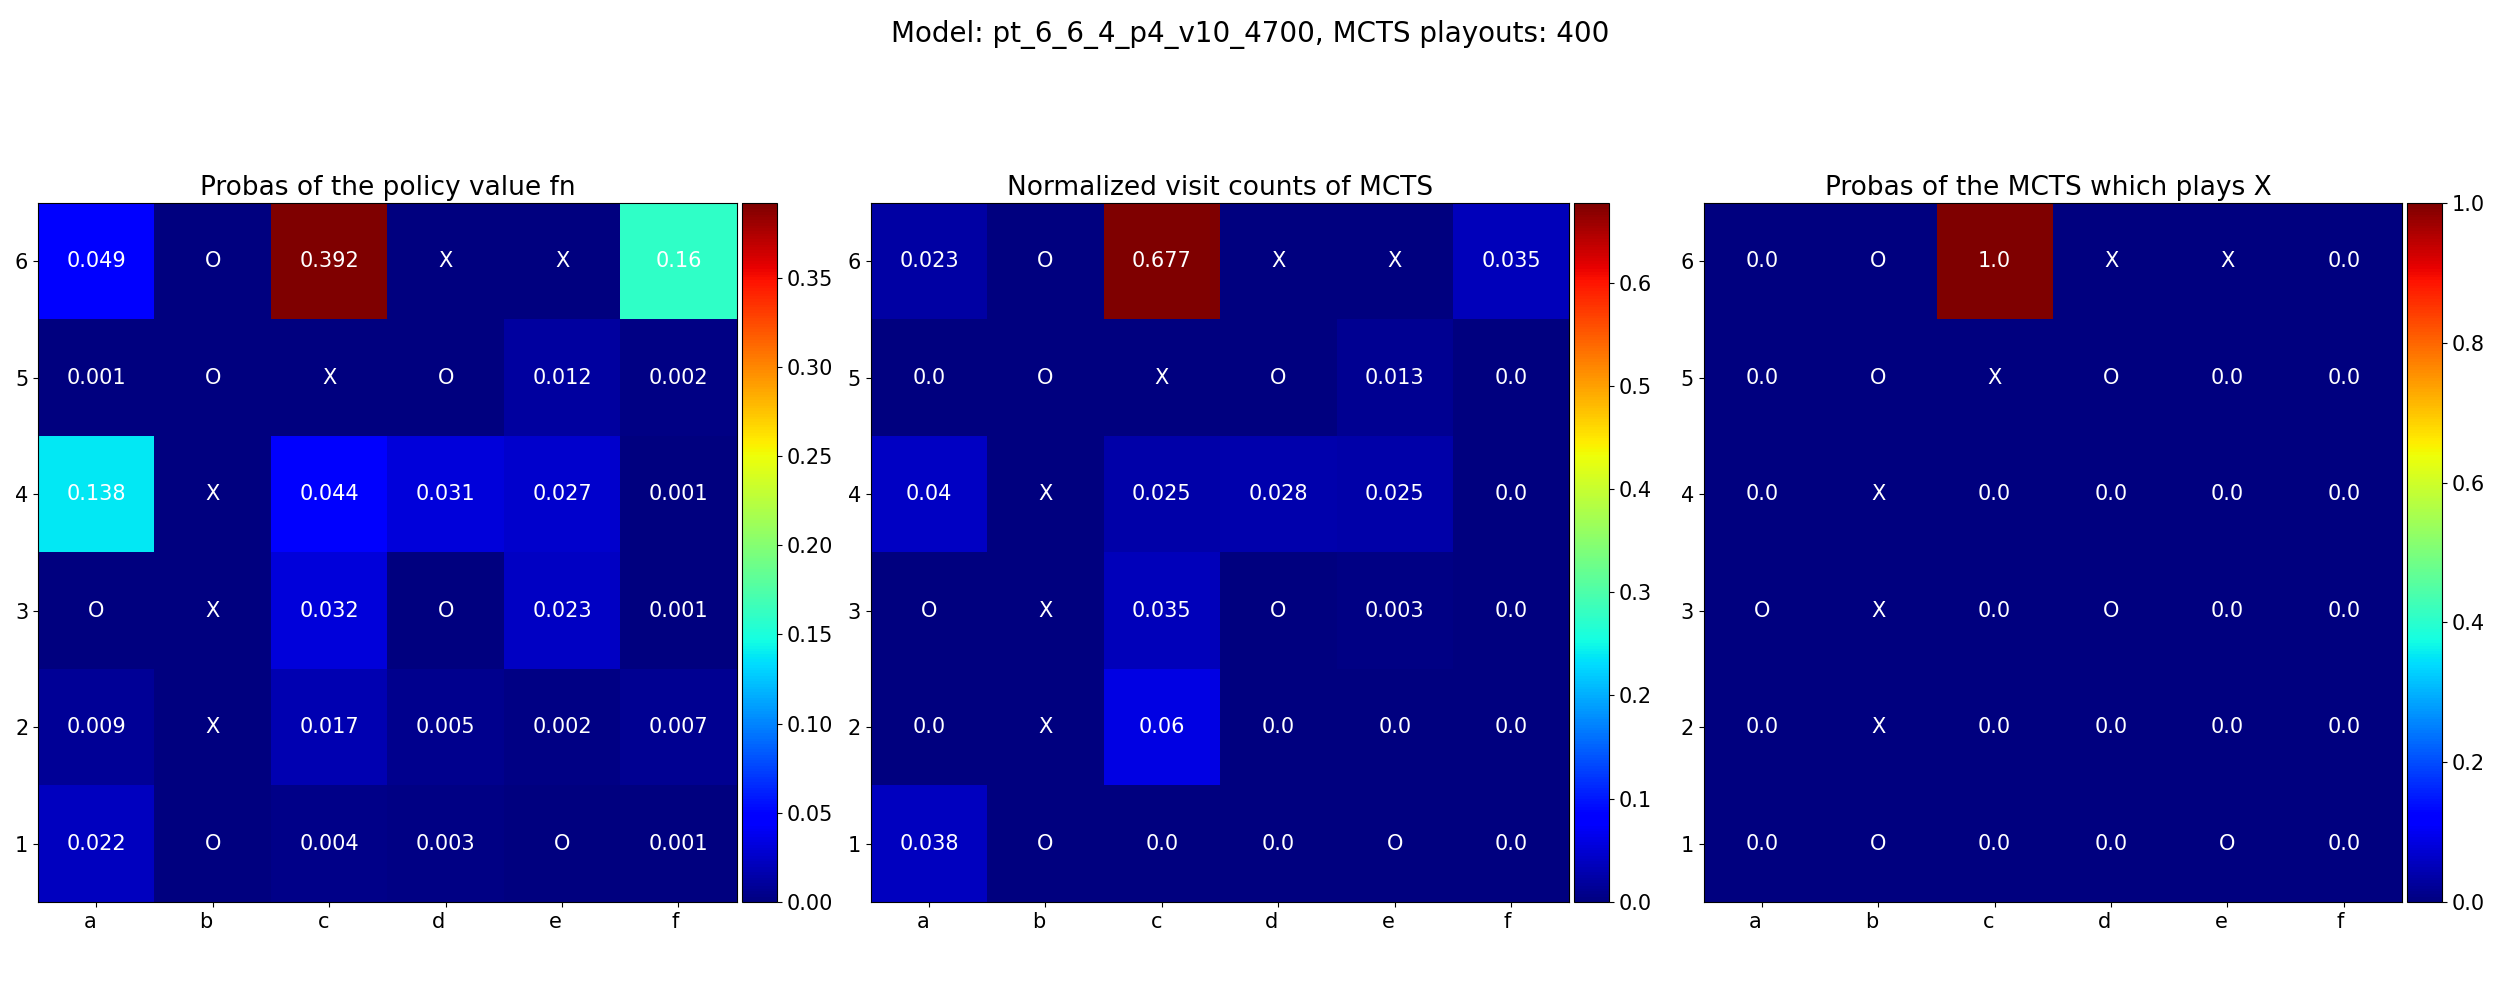 Model: pt_6_6_4_p4_v10_4700, MCTS playouts: 400
Probas of the policy value fn
6 0.049 O 0.392 X X 0.16
5 0.001 O X O 0.012 0.002
4 0.138 X 0.044 0.031 0.027 0.001
3 O X 0.032 O 0.023 0.001
2 0.009 X 0.017 0.005 0.002 0.007
1 0.022 O 0.004 0.003 O 0.001
a b c d e f
0.35
0.30
0.25
0.20
0.15
0.10
0.05
0.00
Normalized visit counts of MCTS
6 0.023 O 0.677 X X 0.035
5 0.0 O X O 0.013 0.0
4 0.04 X 0.025 0.028 0.025 0.0
3 O X 0.035 O 0.003 0.0
2 0.0 X 0.06 0.0 0.0 0.0
1 0.038 O 0.0 0.0 O 0.0
a b c d e f
0.6
0.5
0.4
0.3
0.2
0.1
0.0
Probas of the MCTS which plays X
6 0.0 O 1.0 X X 0.0
5 0.0 O X O 0.0 0.0
4 0.0 X 0.0 0.0 0.0 0.0
3 O X 0.0 O 0.0 0.0
2 0.0 X 0.0 0.0 0.0 0.0
1 0.0 O 0.0 0.0 O 0.0
a b c d e f
1.0
0.8
0.6
0.4
0.2
0.0